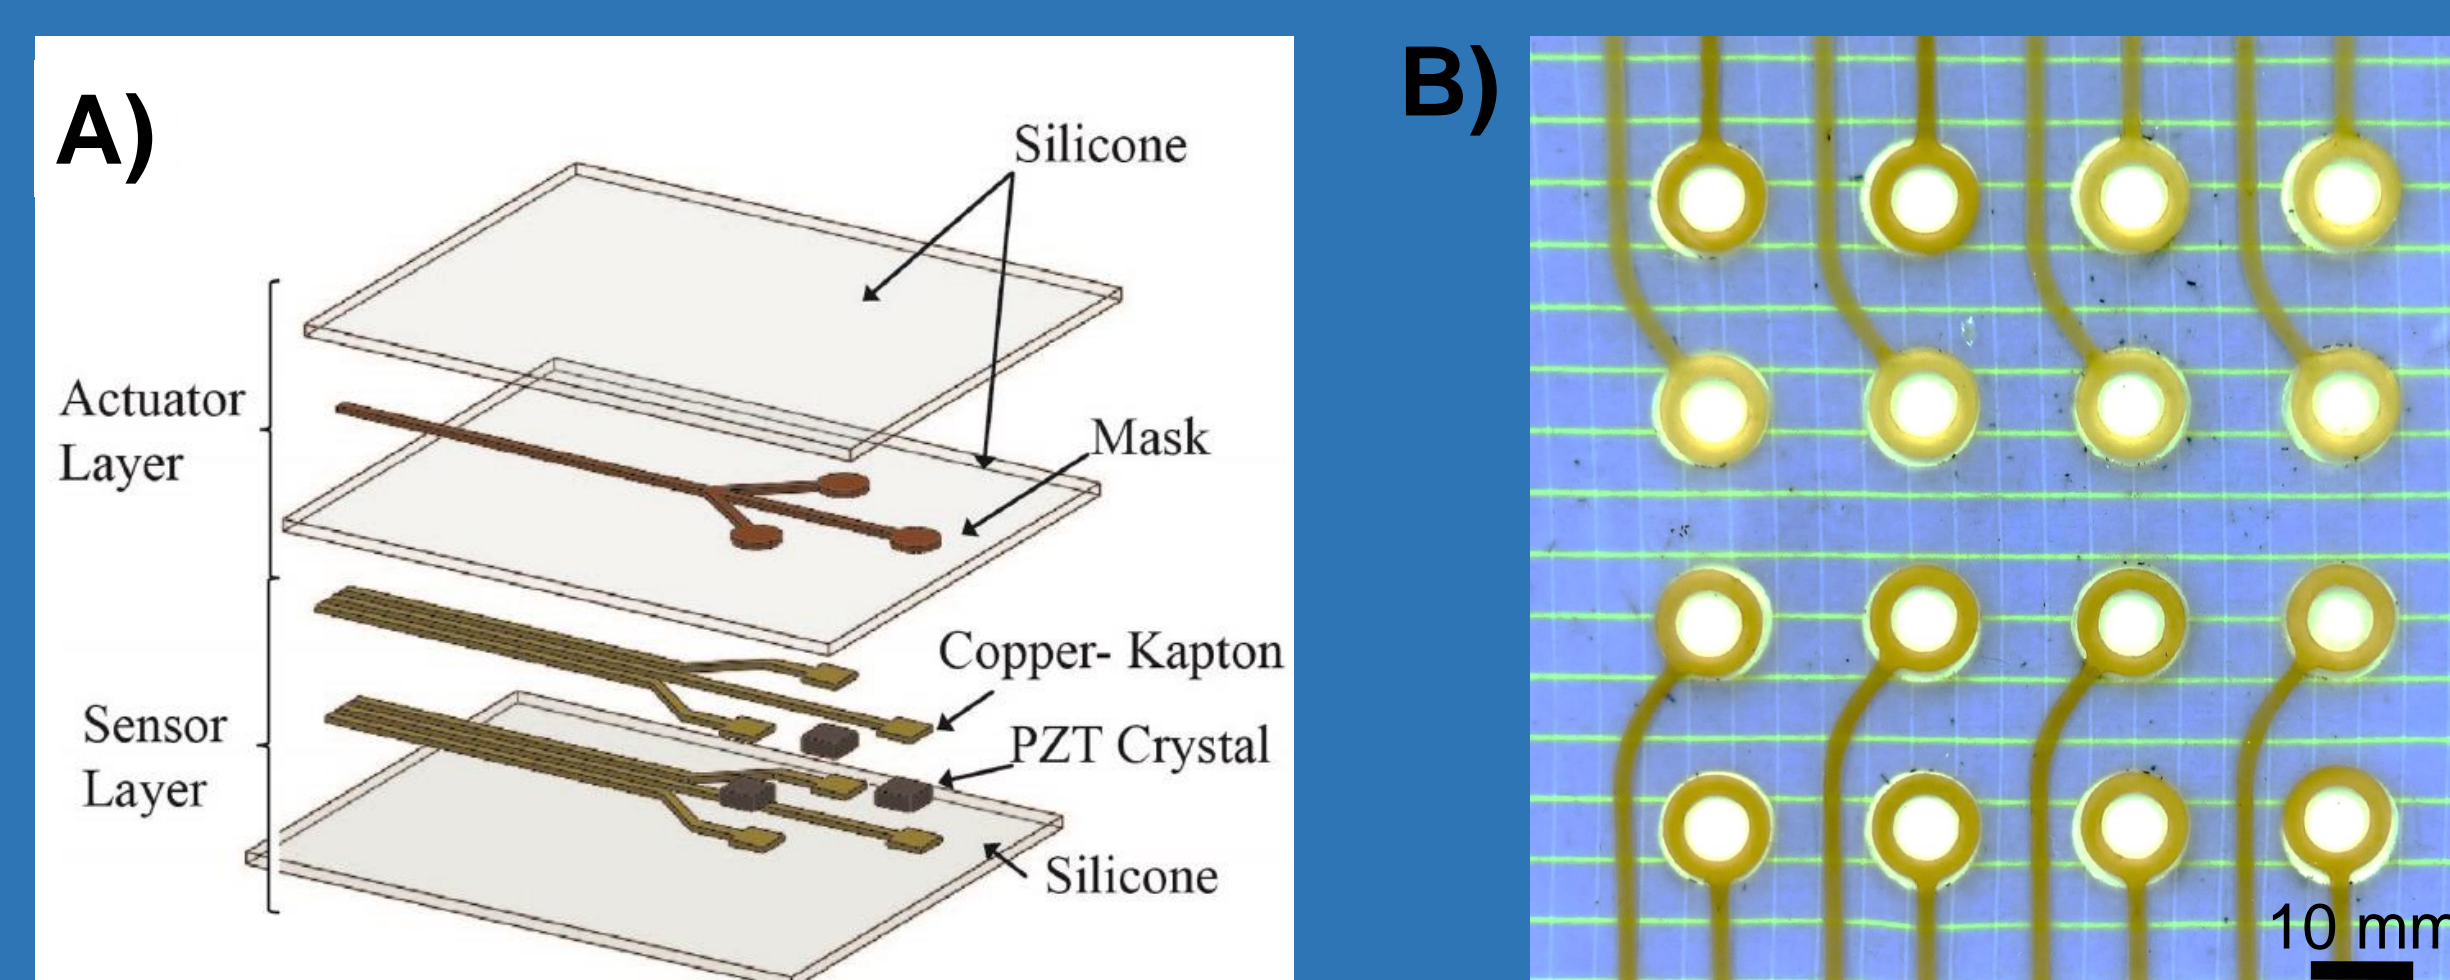 A)
Silicone
Actuator
Layer
Mask
Copper- Kapton
Sensor
Layer
PZT Crystal
Silicone
B)
10 mm